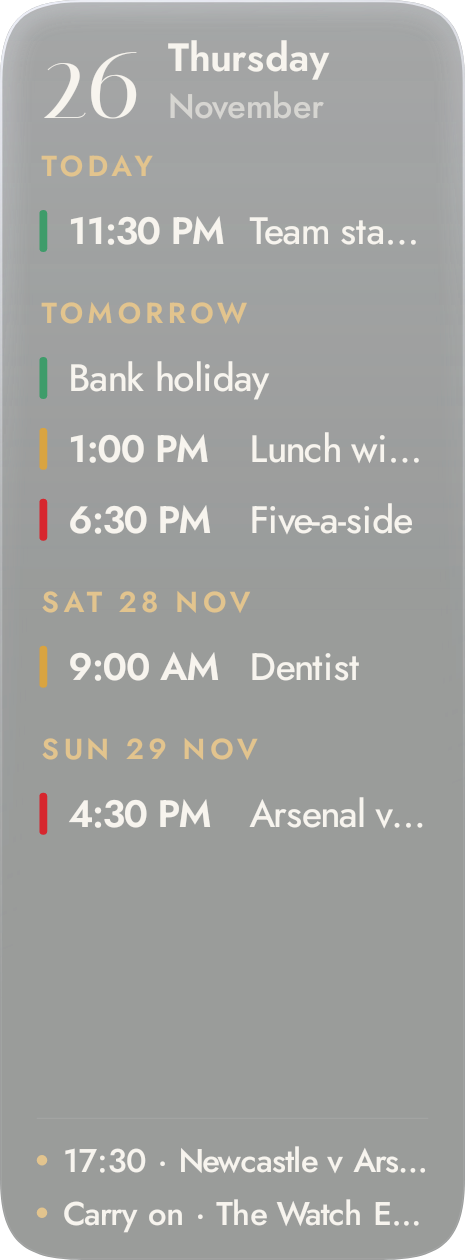 26 Thursday
November
TODAY
11:30 PM Team sta...
TOMORROW
Bank holiday
1:00 PM Lunch wi...
6:30 PM Five-a-side
SAT 28 NOV
9:00 AM Dentist
SUN 29 NOV
4:30 PM Arsenal v...
17:30 · Newcastle v Ars...
Carry on · The Watch E...